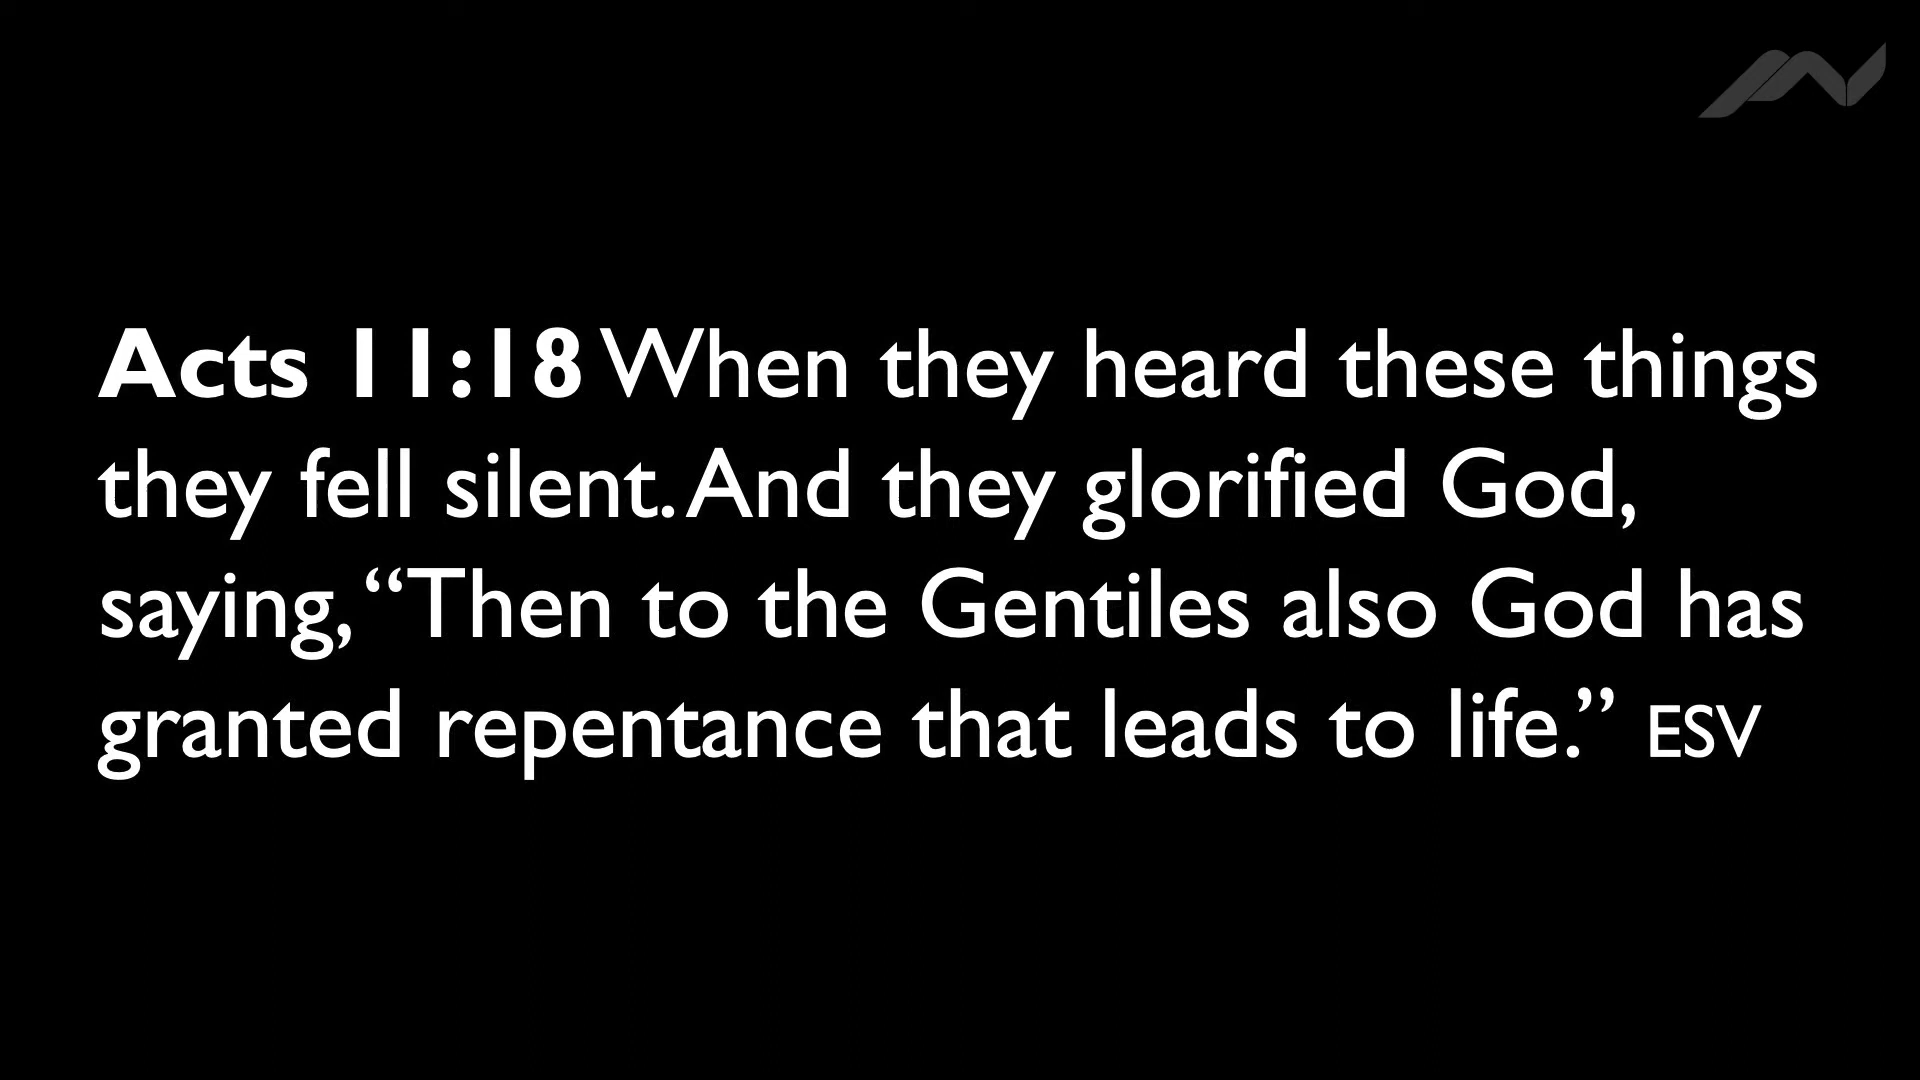 Acts 11:18 When they heard these things
they fell silent. And they glorified God,
saying, “Then to the Gentiles also God has
granted repentance that leads to life.” ESV